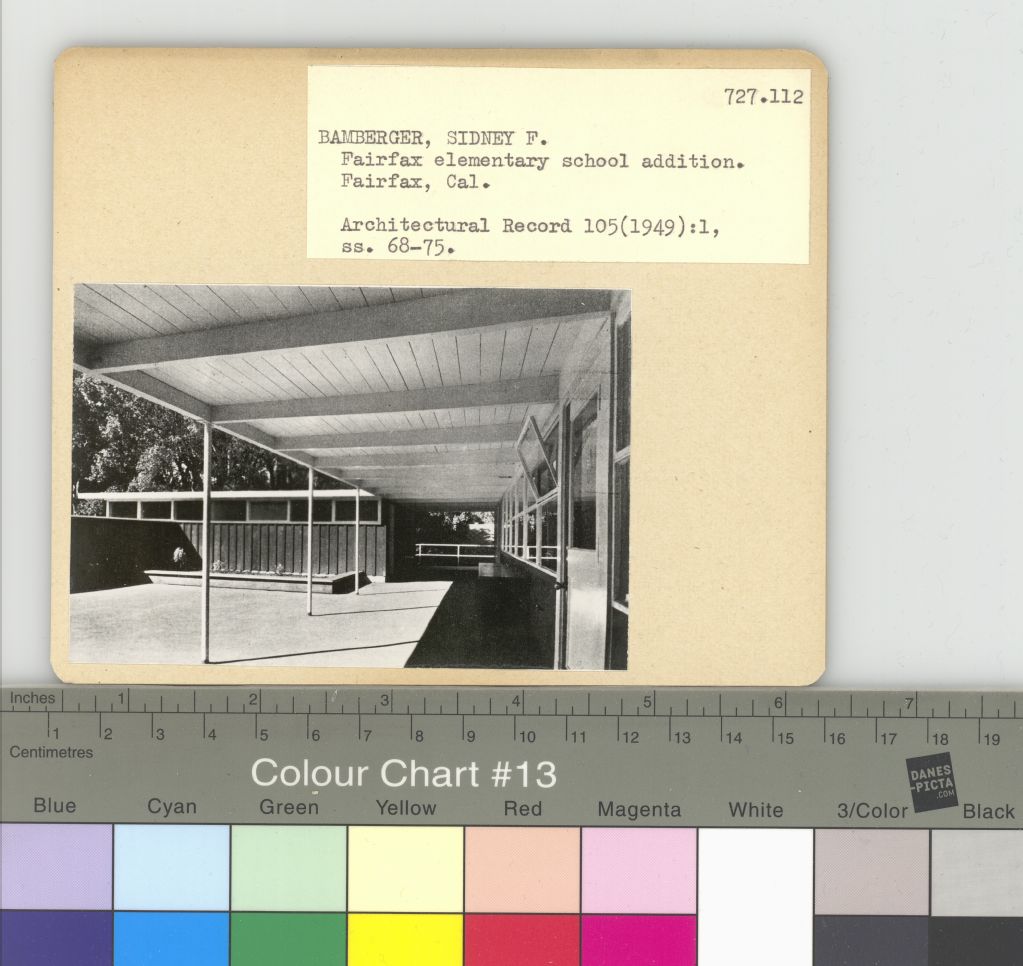 727.112
BAMBERGER, SIDNEY F.
Fairfax elementary school addition.
Fairfax, Cal.
Architectural Record 105(1949):1,
ss. 68-75.
Inches 1 2 3 4 5 6 7
1 2 3 4 5 6 7 8 9 10 11 12 13 14 15 16 17 18 19
Centimetres
Colour Chart #13
DANES
-PICTA
.COM
Blue Cyan Green Yellow Red Magenta White 3/Color Black